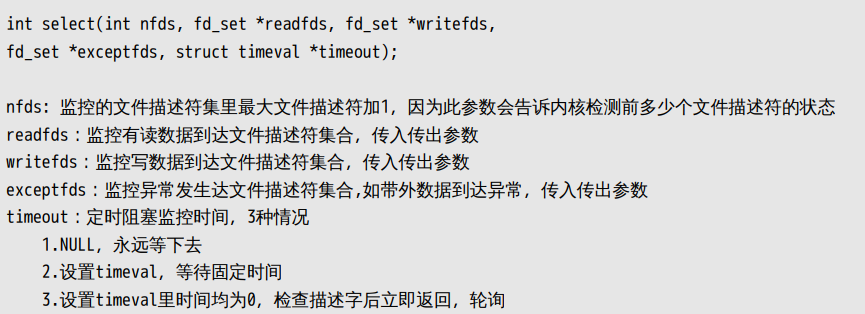 int select(int nfds, fd_set *readfds, fd_set *writefds,
fd_set *exceptfds, struct timeval *timeout);
nfds: 监控的文件描述符集里最大文件描述符加1，因为此参数会告诉内核检测前多少个文件描述符的状态
readfds：监控有读数据到达文件描述符集合，传入传出参数
writefds：监控写数据到达文件描述符集合，传入传出参数
exceptfds：监控异常发生达文件描述符集合,如带外数据到达异常，传入传出参数
timeout：定时阻塞监控时间，3种情况
1.NULL，永远等下去
2.设置timeval，等待固定时间
3.设置timeval里时间均为0，检查描述字后立即返回，轮询